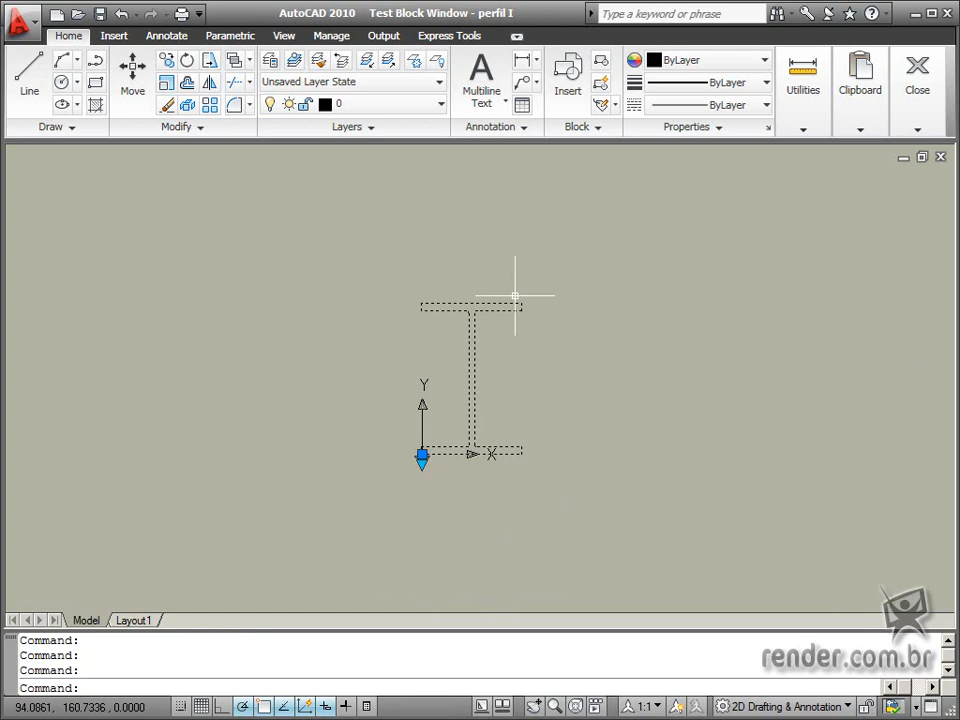 AutoCAD 2010 Test Block Window - perfil I
Type a keyword or phrase
Home Insert Annotate Parametric View Manage Output Express Tools
Line
Move
Unsaved Layer State
0
A
Multiline
Text
Insert
ByLayer
ByLayer
ByLayer
Utilities
Clipboard
Close
Draw
Modify
Layers
Annotation
Block
Properties
Y
X
Model
Layout1
Command:
Command:
Command:
Command:
render.com.br
94.0861, 160.7336, 0.0000
1:1
2D Drafting & Annotation